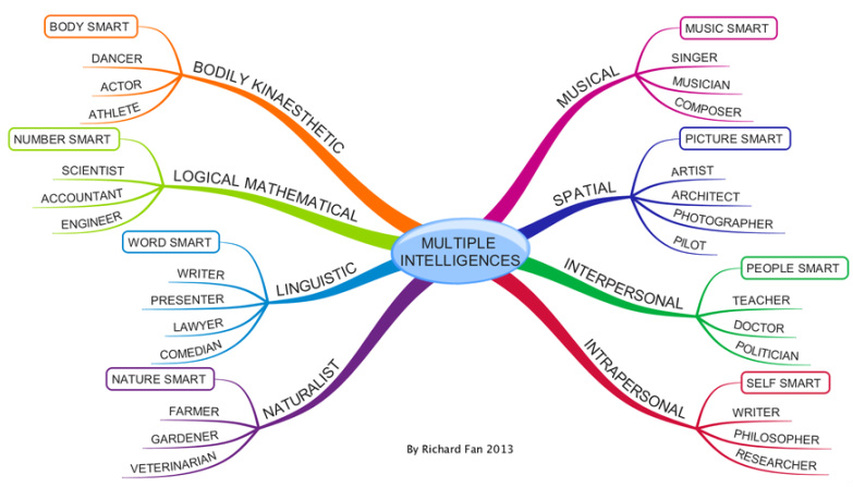 MULTIPLE
INTELLIGENCES
BODILY KINAESTHETIC
BODY SMART
DANCER
ACTOR
ATHLETE
LOGICAL MATHEMATICAL
NUMBER SMART
SCIENTIST
ACCOUNTANT
ENGINEER
LINGUISTIC
WORD SMART
WRITER
PRESENTER
LAWYER
COMEDIAN
NATURALIST
NATURE SMART
FARMER
GARDENER
VETERINARIAN
MUSICAL
MUSIC SMART
SINGER
MUSICIAN
COMPOSER
SPATIAL
PICTURE SMART
ARTIST
ARCHITECT
PHOTOGRAPHER
PILOT
INTERPERSONAL
PEOPLE SMART
TEACHER
DOCTOR
POLITICIAN
INTRAPERSONAL
SELF SMART
WRITER
PHILOSOPHER
RESEARCHER
By Richard Fan 2013